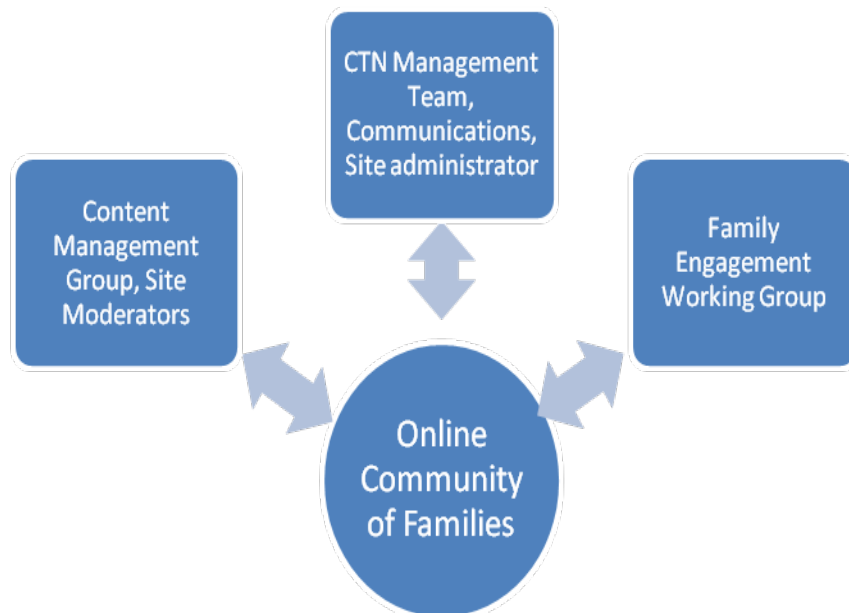 CTN Management
Team,
Communications,
Site administrator
Content
Management
Group, Site
Moderators
Family
Engagement
Working Group
Online
Community
of Families